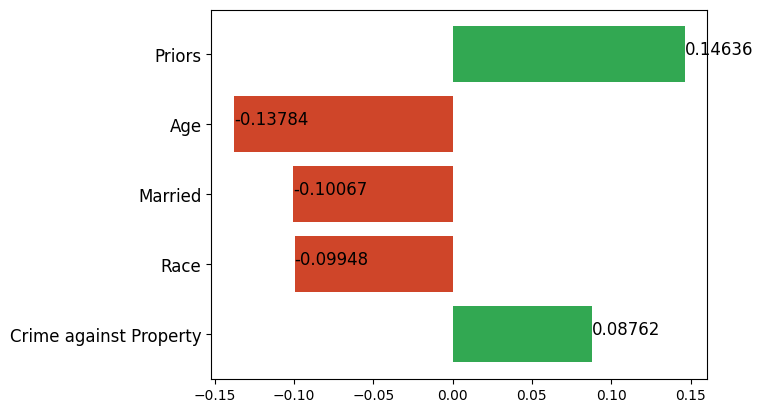 Priors
0.14636
Age
-0.13784
Married
-0.10067
Race
-0.09948
Crime against Property
0.08762
−0.15 −0.10 −0.05 0.00 0.05 0.10 0.15